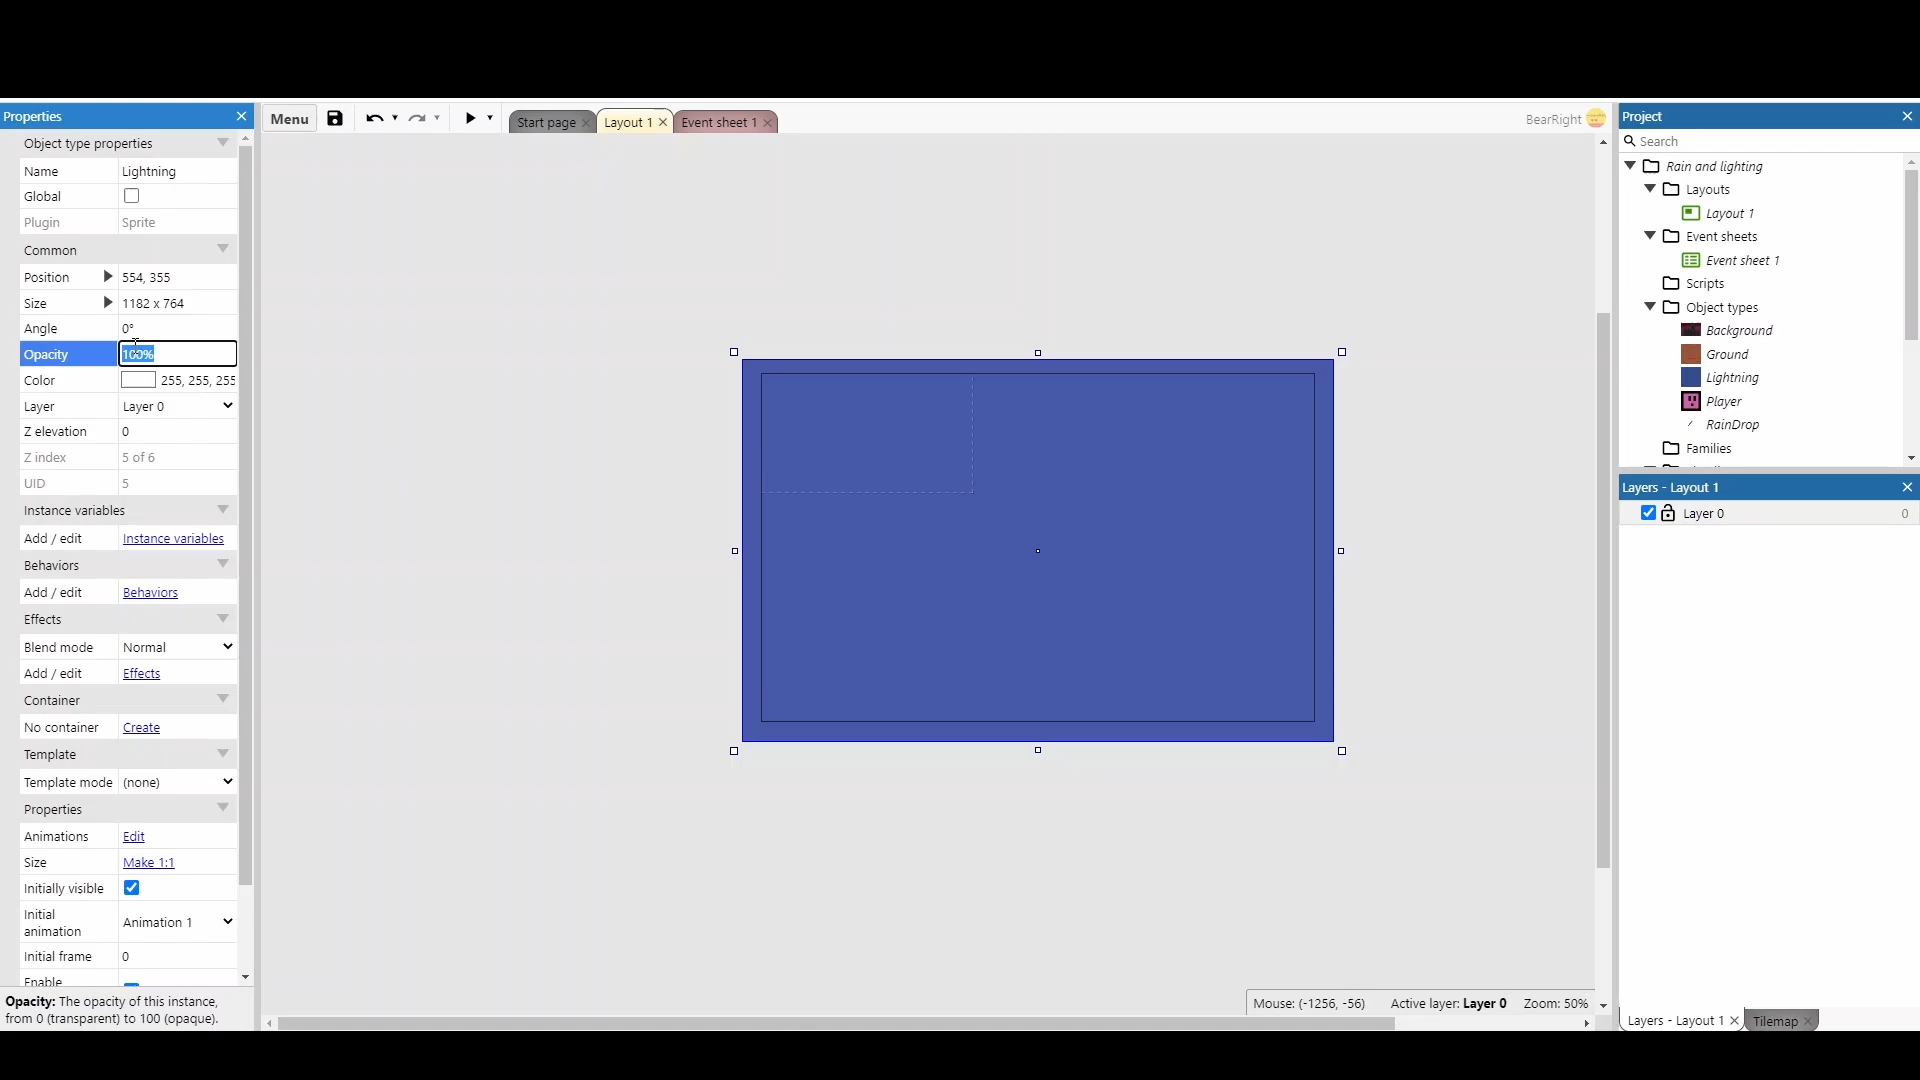 Properties
Object type properties
Name Lightning
Global
Plugin Sprite
Common
Position 554, 355
Size 1182 x 764
Angle 0°
Opacity 100%
Color 255, 255, 255
Layer Layer 0
Z elevation 0
Z index 5 of 6
UID 5
Instance variables
Add / edit Instance variables
Behaviors
Add / edit Behaviors
Effects
Blend mode Normal
Add / edit Effects
Container
No container Create
Template
Template mode (none)
Properties
Animations Edit
Size Make 1:1
Initially visible
Initial
animation Animation 1
Initial frame 0
Enable
Opacity: The opacity of this instance,
from 0 (transparent) to 100 (opaque).
Menu
Start page Layout 1 Event sheet 1
BearRight
Mouse: (-1256, -56) Active layer: Layer 0 Zoom: 50%
Project
Search
Rain and lighting
Layouts
Layout 1
Event sheets
Event sheet 1
Scripts
Object types
Background
Ground
Lightning
Player
RainDrop
Families
Layers - Layout 1
Layer 0 0
Layers - Layout 1 Tilemap